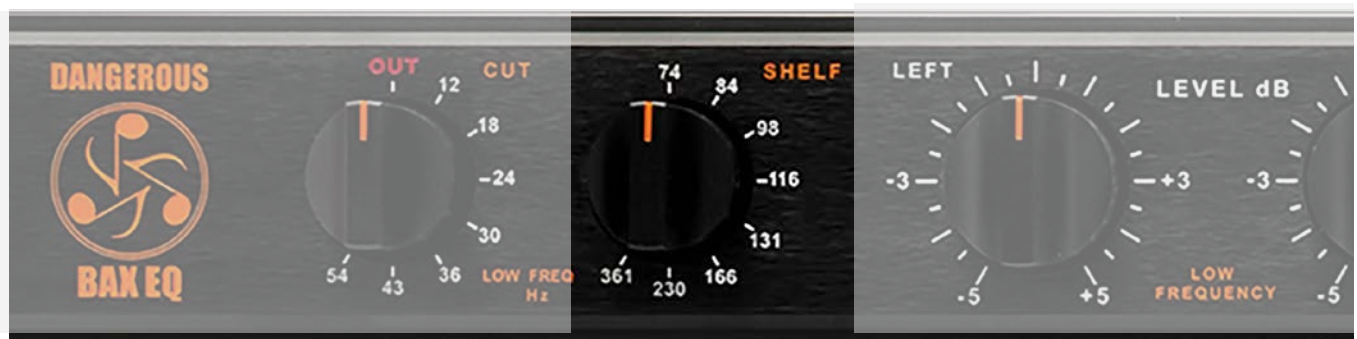 DANGEROUS
BAX EQ
OUT
CUT
12
18
24
30
36
43
54
LOW FREQ
Hz
SHELF
74
84
98
116
131
166
230
361
LEFT
LEVEL dB
-3
+3
-5
+5
LOW
FREQUENCY
-3
-5